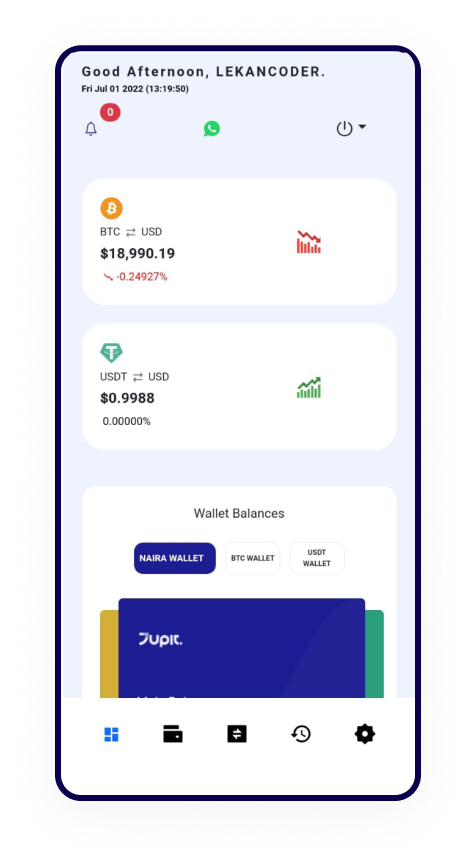 Good Afternoon, LEKANCODER.
Fri Jul 01 2022 (13:19:50)
0
BTC ⇄ USD
$18,990.19
-0.24927%
USDT ⇄ USD
$0.9988
0.00000%
Wallet Balances
NAIRA WALLET
BTC WALLET
USDT
WALLET
Jupit.